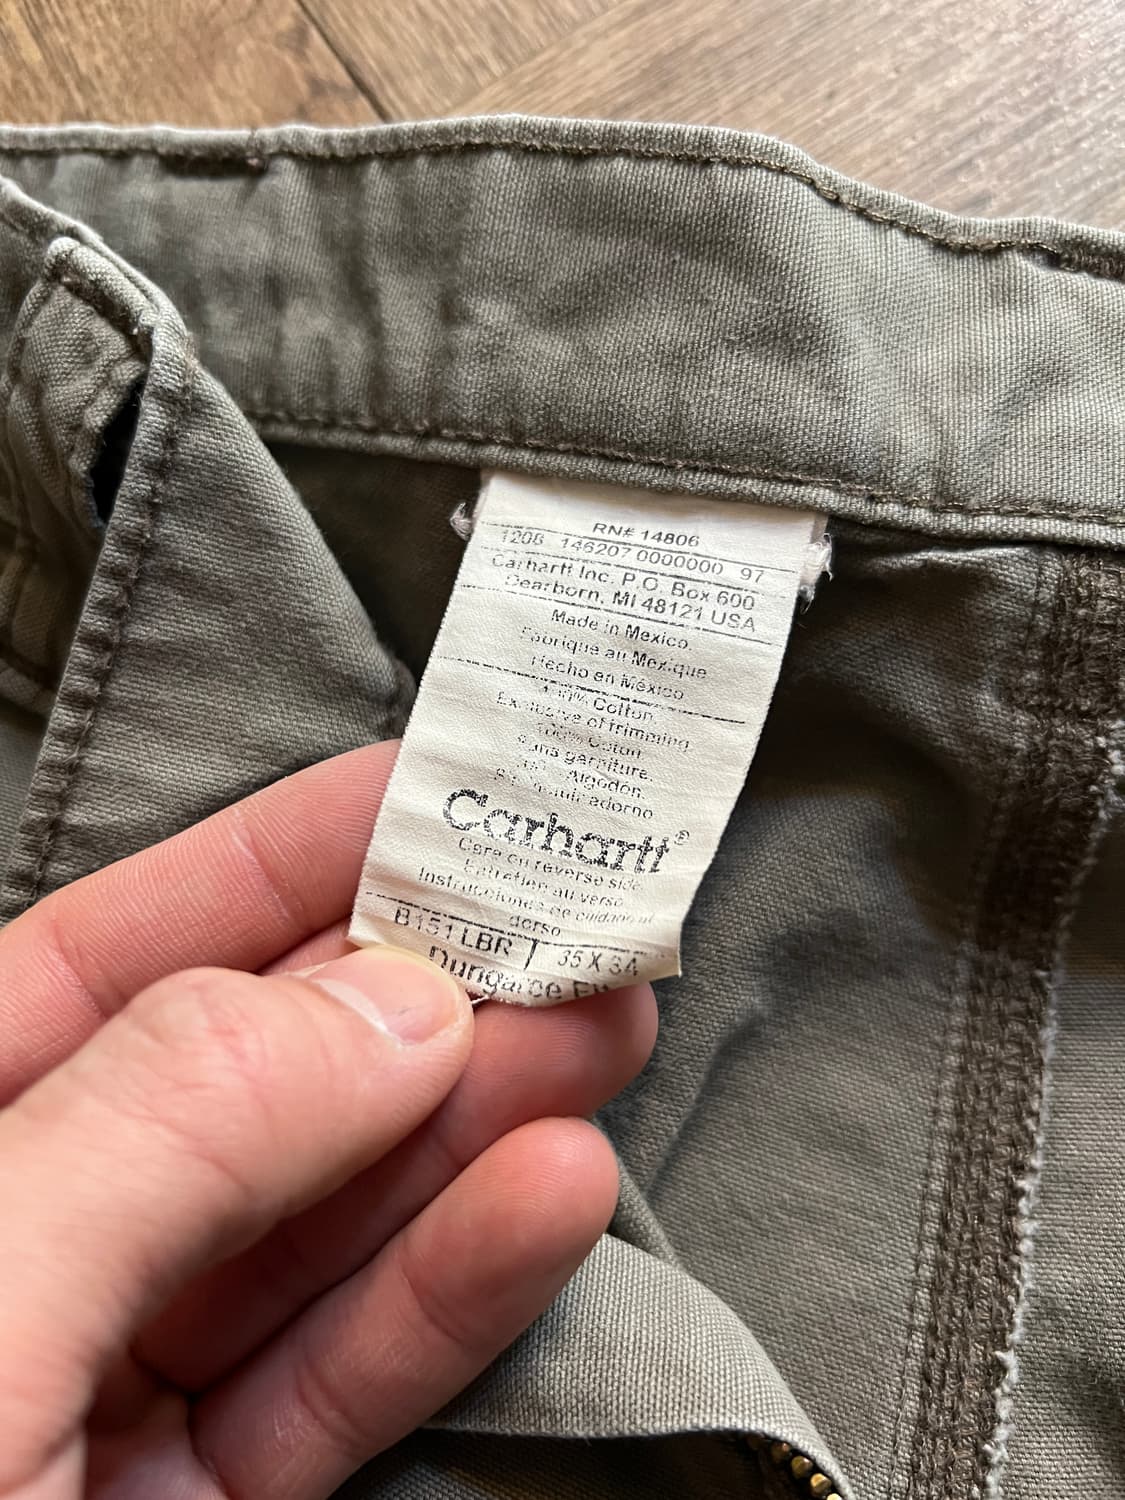 RN# 14806
1208 146207 0000000 97
Carhartt Inc. P.O. Box 600
Dearborn, MI 48121 USA
Made in Mexico.
Fabriqué au Mexique
Hecho en México
100% Cotton
Exclusive of trimming
100% Coton
sans garniture.
Algodón.
adorno
Carhartt®
Care on reverse side.
Entretien au verso
Instrucciones de cuidado al
dorso
B151 LBR 35 X 34
Dungaree